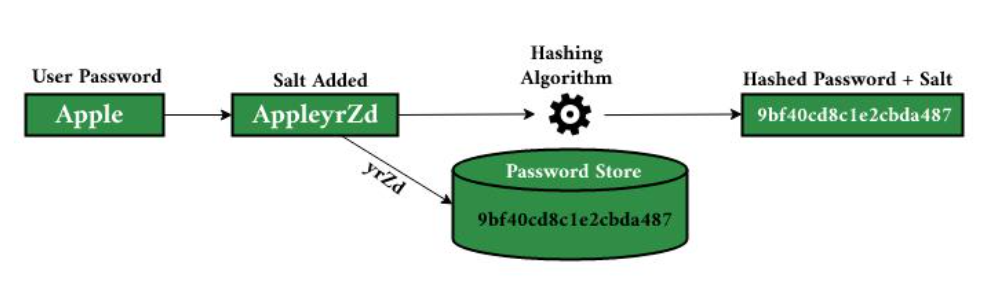 User Password
Apple
Salt Added
AppleyrZd
yrZd
Hashing
Algorithm
Hashed Password + Salt
9bf40cd8c1e2cbda487
Password Store
9bf40cd8c1e2cbda487